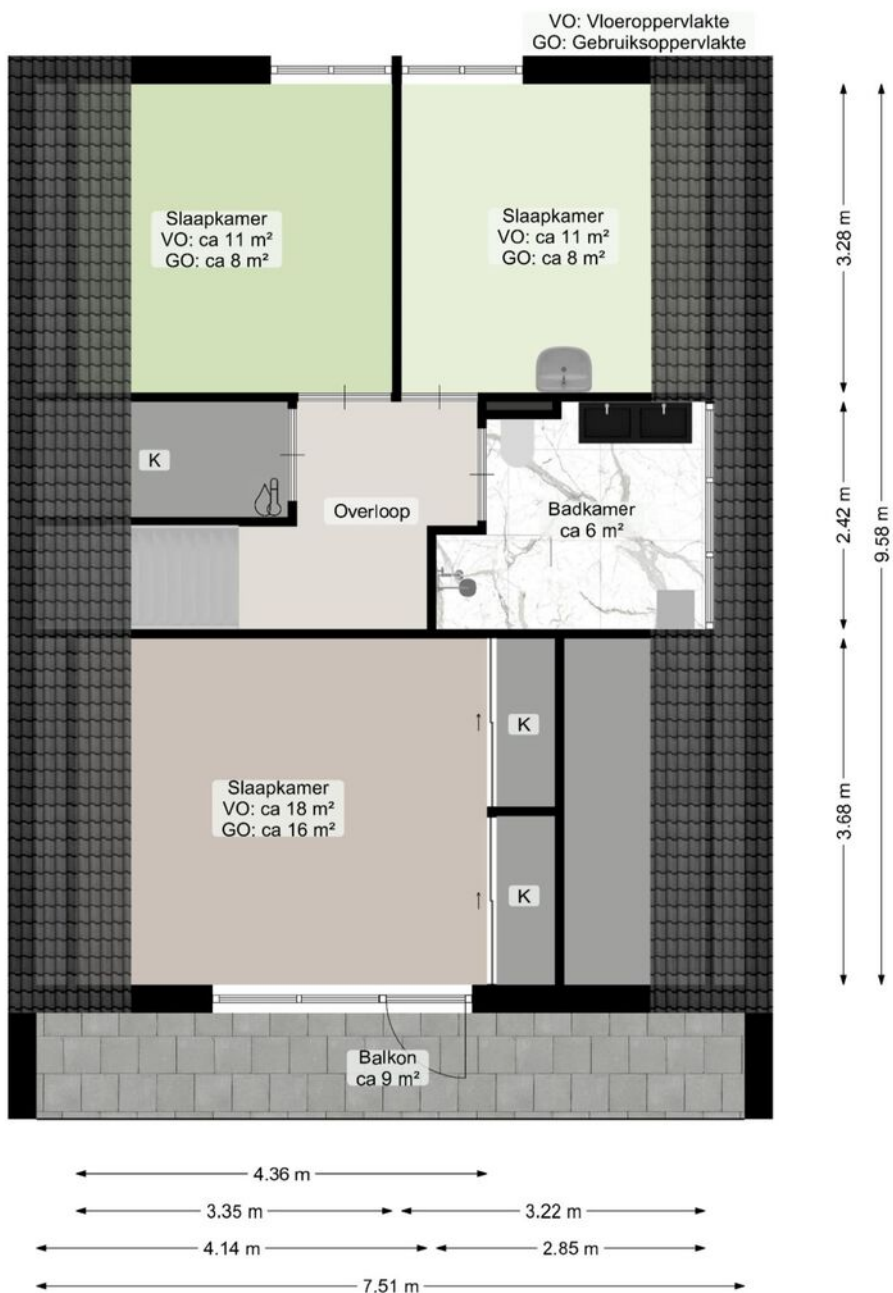 VO: Vloeroppervlakte
GO: Gebruiksoppervlakte
Slaapkamer
VO: ca 11 m²
GO: ca 8 m²
Slaapkamer
VO: ca 11 m²
GO: ca 8 m²
3.28 m
K
Overloop
Badkamer
ca 6 m²
2.42 m
9.58 m
Slaapkamer
VO: ca 18 m²
GO: ca 16 m²
K
K
3.68 m
Balkon
ca 9 m²
4.36 m
3.35 m
3.22 m
4.14 m
2.85 m
7.51 m